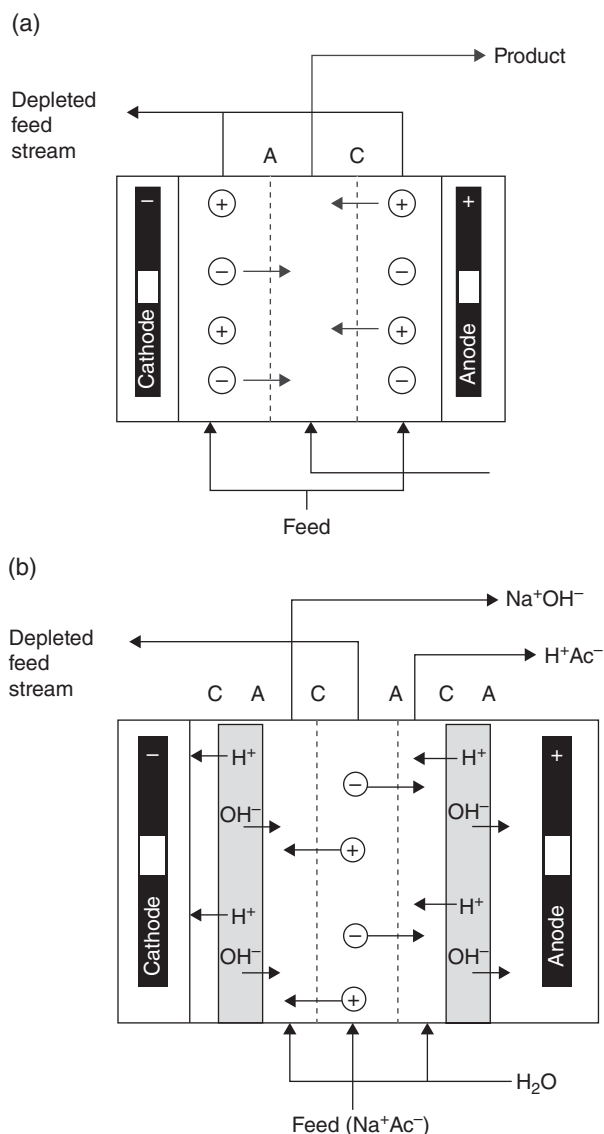 (a)
Product
Depleted
feed
stream
A C
− +
+ +
− −
+ +
− −
Cathode Anode
Feed
(b)
Na⁺OH⁻
Depleted
feed
stream
H⁺Ac⁻
C A C A C A
− +
H⁺ H⁺
−
OH⁻ OH⁻
+
H⁺ H⁺
−
OH⁻ OH⁻
+
Cathode Anode
H₂O
Feed (Na⁺Ac⁻)